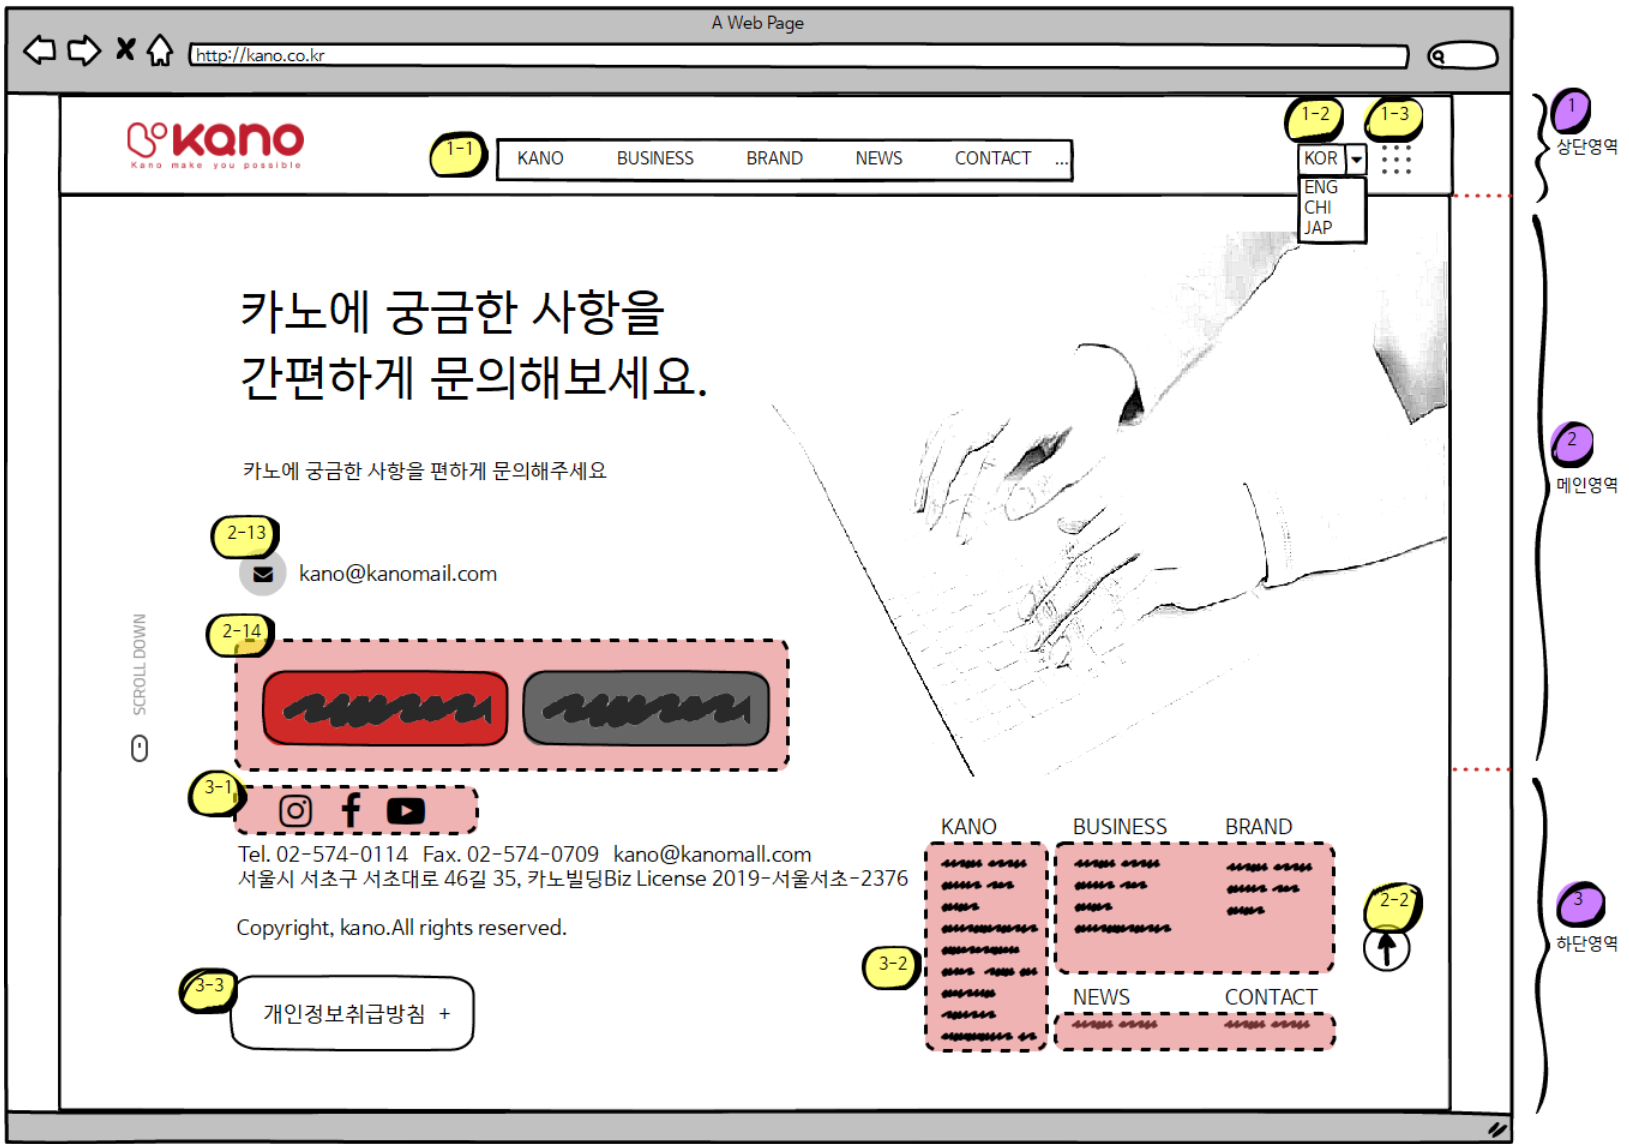 A Web Page
http://kano.co.kr
kano
Kano make you possible
1-1
KANO BUSINESS BRAND NEWS CONTACT ...
1-2
1-3
KOR
ENG
CHI
JAP
1
상단영역
카노에 궁금한 사항을
간편하게 문의해보세요.
카노에 궁금한 사항을 편하게 문의해주세요
2
메인영역
2-13
kano@kanomail.com
2-14
SCROLL DOWN
3-1
Tel. 02-574-0114 Fax. 02-574-0709 kano@kanomall.com
서울시 서초구 서초대로 46길 35, 카노빌딩Biz License 2019-서울서초-2376
Copyright, kano.All rights reserved.
3-3
개인정보취급방침 +
KANO BUSINESS BRAND
3-2
NEWS CONTACT
2-2
3
하단영역